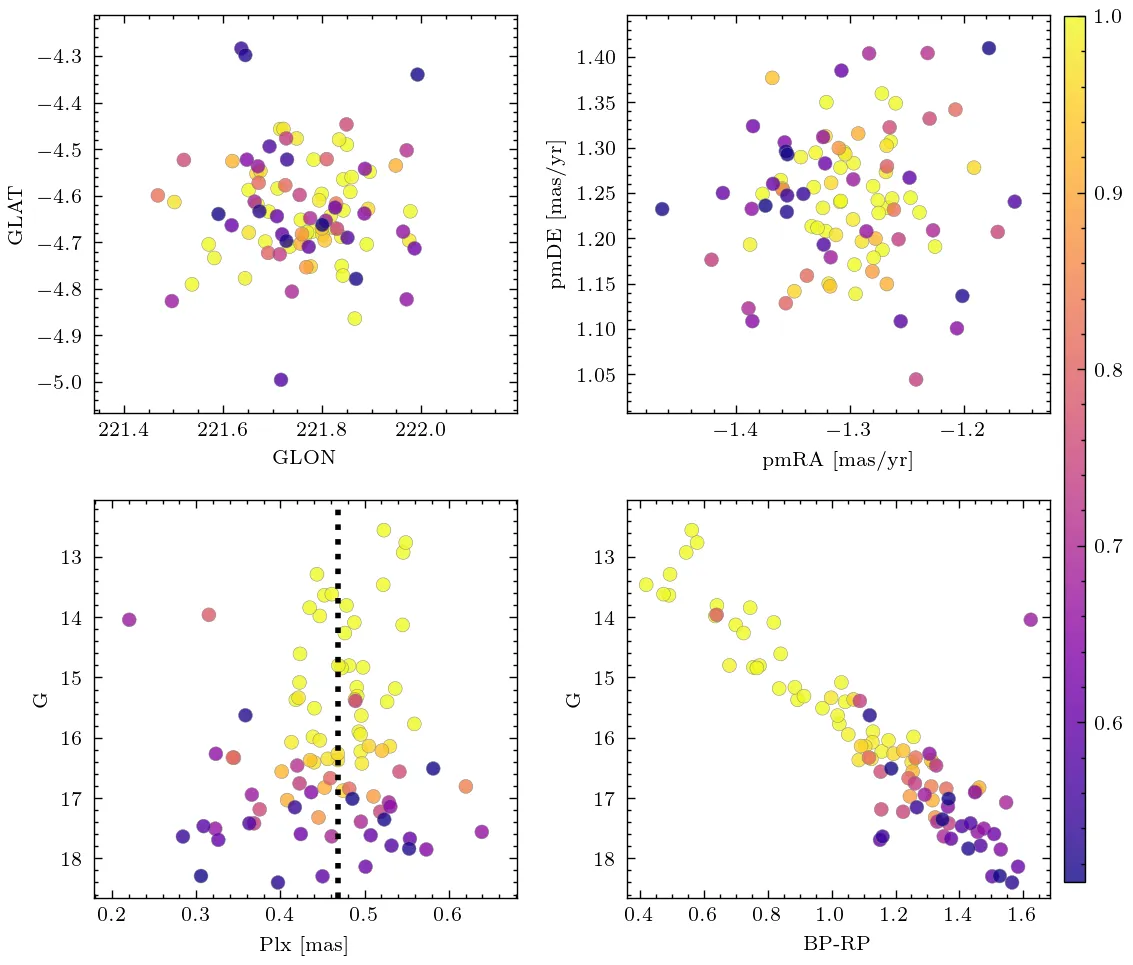 −4.3
−4.4
−4.5
−4.6
−4.7
−4.8
−4.9
−5.0
GLAT
221.4 221.6 221.8 222.0
GLON
1.40
1.35
1.30
1.25
1.20
1.15
1.10
1.05
pmDE [mas/yr]
−1.4 −1.3 −1.2
pmRA [mas/yr]
1.0
0.9
0.8
0.7
0.6
13
14
15
16
17
18
G
0.2 0.3 0.4 0.5 0.6
Plx [mas]
13
14
15
16
17
18
G
0.4 0.6 0.8 1.0 1.2 1.4 1.6
BP-RP